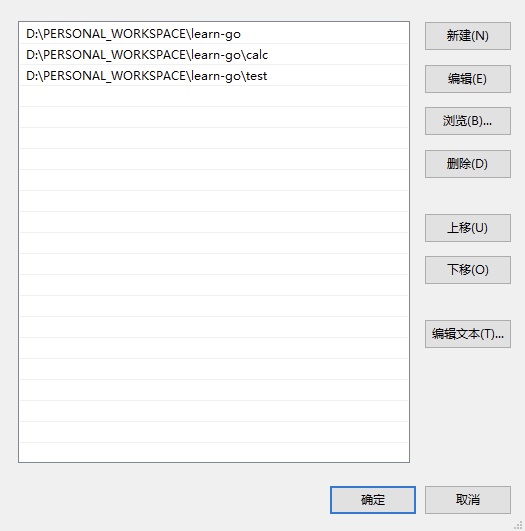 D:\PERSONAL_WORKSPACE\learn-go
D:\PERSONAL_WORKSPACE\learn-go\calc
D:\PERSONAL_WORKSPACE\learn-go\test
新建(N)
编辑(E)
浏览(B)...
删除(D)
上移(U)
下移(O)
编辑文本(T)...
确定
取消